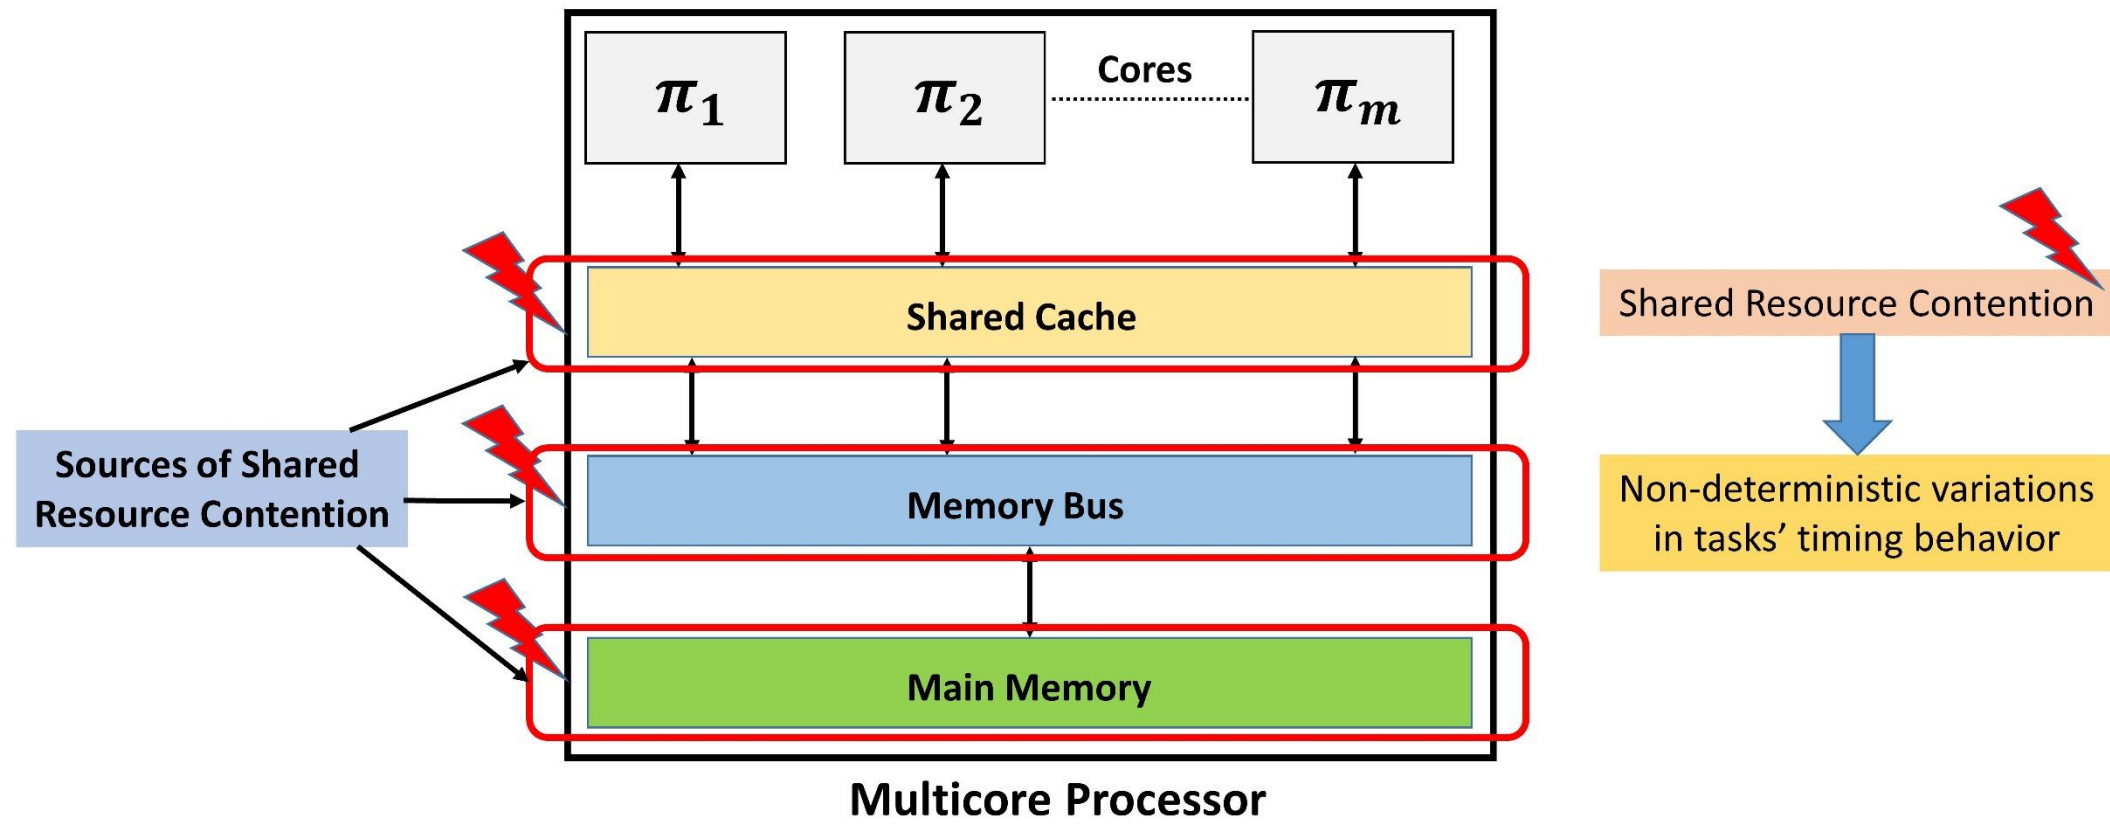 π1
π2
Cores
πm
Shared Cache
Sources of Shared
Resource Contention
Memory Bus
Main Memory
Multicore Processor
Shared Resource Contention
Non-deterministic variations
in tasks’ timing behavior